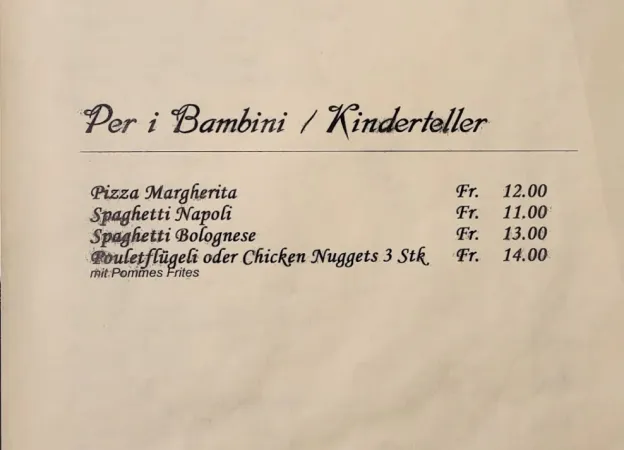 Per i Bambini / Kinderteller
Pizza Margherita Fr. 12.00
Spaghetti Napoli Fr. 11.00
Spaghetti Bolognese Fr. 13.00
Pouletflügeli oder Chicken Nuggets 3 Stk Fr. 14.00
mit Pommes Frites